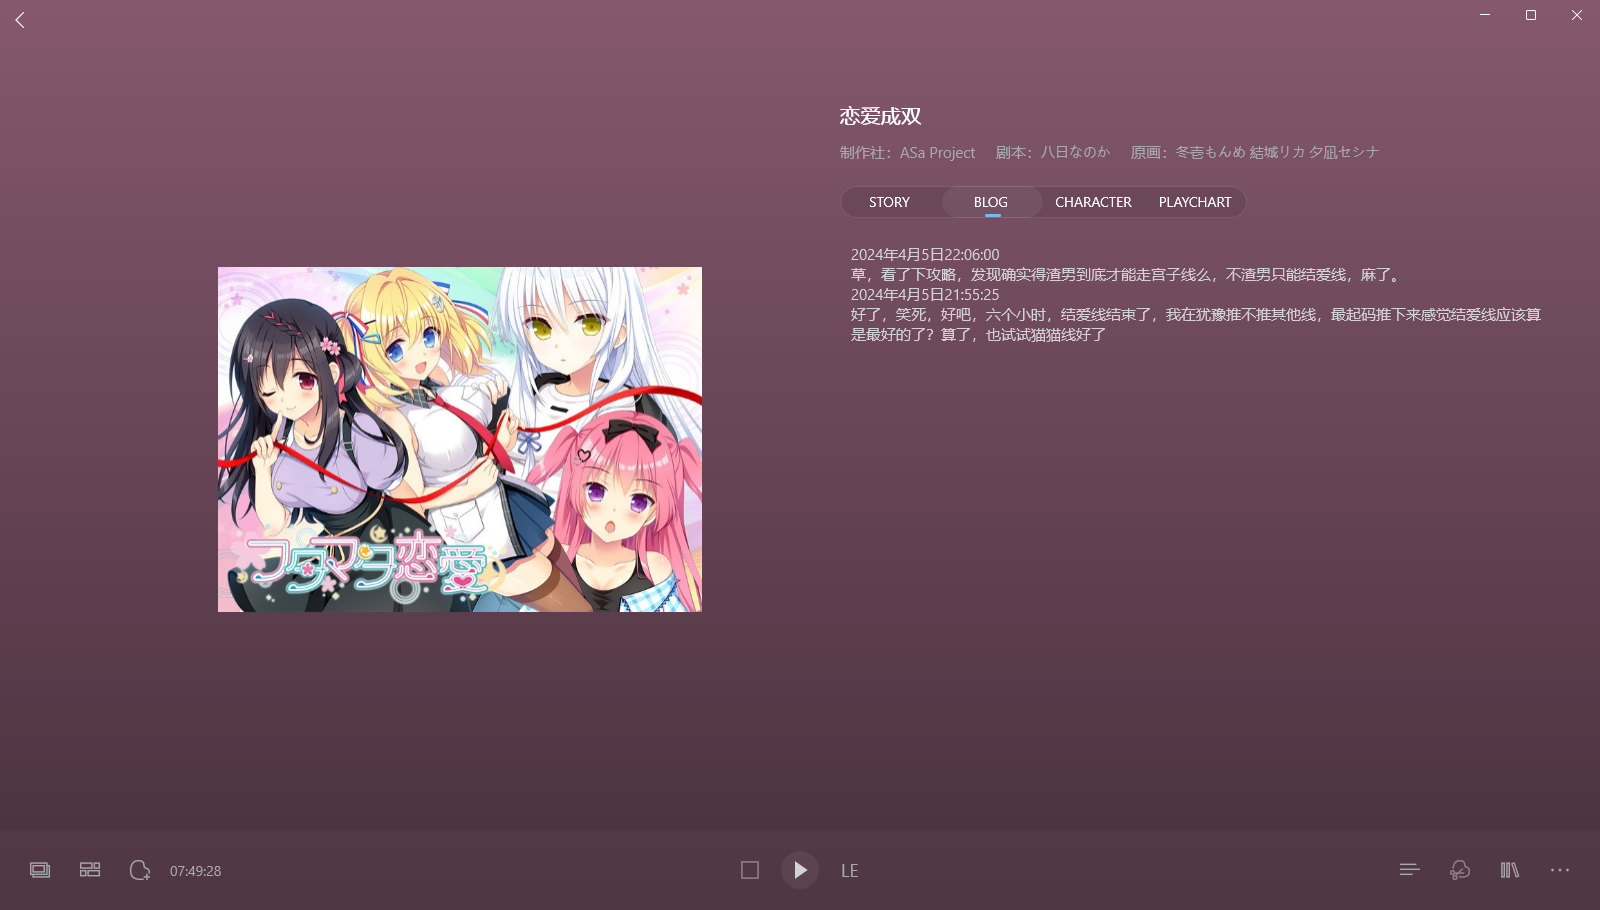 恋爱成双
制作社：ASa Project 剧本：八日なのか 原画：冬壱もんめ 結城リカ 夕凪セシナ
STORY BLOG CHARACTER PLAYCHART
2024年4月5日22:06:00
草，看了下攻略，发现确实得渣男到底才能走宫子线么，不渣男只能结爱线，麻了。
2024年4月5日21:55:25
好了，笑死，好吧，六个小时，结爱线结束了，我在犹豫推不推其他线，最起码推下来感觉结爱线应该算
是最好的了？算了，也试试猫猫线好了
フタマタ恋愛
07:49:28
LE